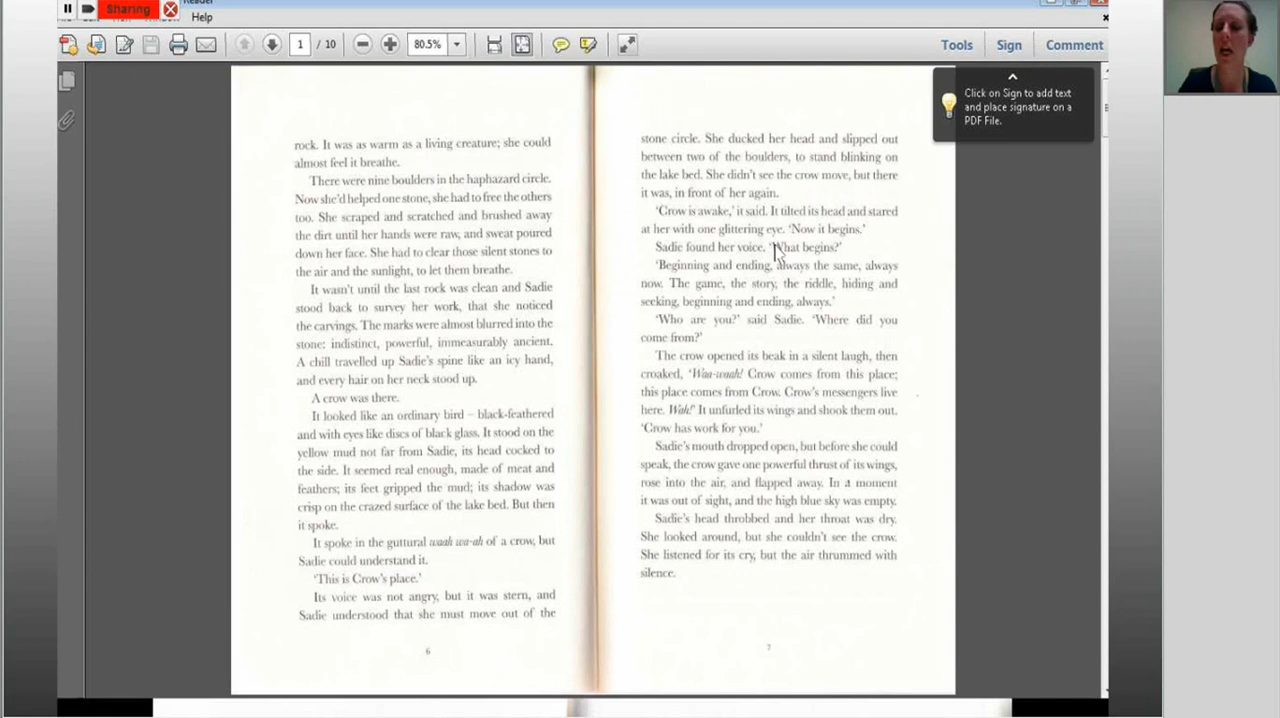 Sharing
Reader
Help
1 / 10
80.5%
Tools
Sign
Comment
Click on Sign to add text
and place signature on a
PDF File.
rock. It was as warm as a living creature; she could
almost feel it breathe.
There were nine boulders in the haphazard circle.
Now she'd helped one stone, she had to free the others
too. She scraped and scratched and brushed away
the dirt until her hands were raw, and sweat poured
down her face. She had to clear those silent stones to
the air and the sunlight, to let them breathe.
It wasn't until the last rock was clean and Sadie
stood back to survey her work, that she noticed
the carvings. The marks were almost blurred into the
stone: indistinct, powerful, immeasurably ancient.
A chill travelled up Sadie's spine like an icy hand,
and every hair on her neck stood up.
A crow was there.
It looked like an ordinary bird – black-feathered
and with eyes like discs of black glass. It stood on the
yellow mud not far from Sadie, its head cocked to
the side. It seemed real enough, made of meat and
feathers; its feet gripped the mud; its shadow was
crisp on the crazed surface of the lake bed. But then
it spoke.
It spoke in the guttural waah wa-ah of a crow, but
Sadie could understand it.
'This is Crow's place.'
Its voice was not angry, but it was stern, and
Sadie understood that she must move out of the
6
stone circle. She ducked her head and slipped out
between two of the boulders, to stand blinking on
the lake bed. She didn't see the crow move, but there
it was, in front of her again.
'Crow is awake,' it said. It tilted its head and stared
at her with one glittering eye. 'Now it begins.'
Sadie found her voice. 'What begins?'
'Beginning and ending, always the same, always
now. The game, the story, the riddle, hiding and
seeking, beginning and ending, always.'
'Who are you?' said Sadie. 'Where did you
come from?'
The crow opened its beak in a silent laugh, then
croaked, 'Waa-waah! Crow comes from this place;
this place comes from Crow. Crow's messengers live
here. Wah!' It unfurled its wings and shook them out.
'Crow has work for you.'
Sadie's mouth dropped open, but before she could
speak, the crow gave one powerful thrust of its wings,
rose into the air, and flapped away. In a moment
it was out of sight, and the high blue sky was empty.
Sadie's head throbbed and her throat was dry.
She looked around, but she couldn't see the crow.
She listened for its cry, but the air thrummed with
silence.
7